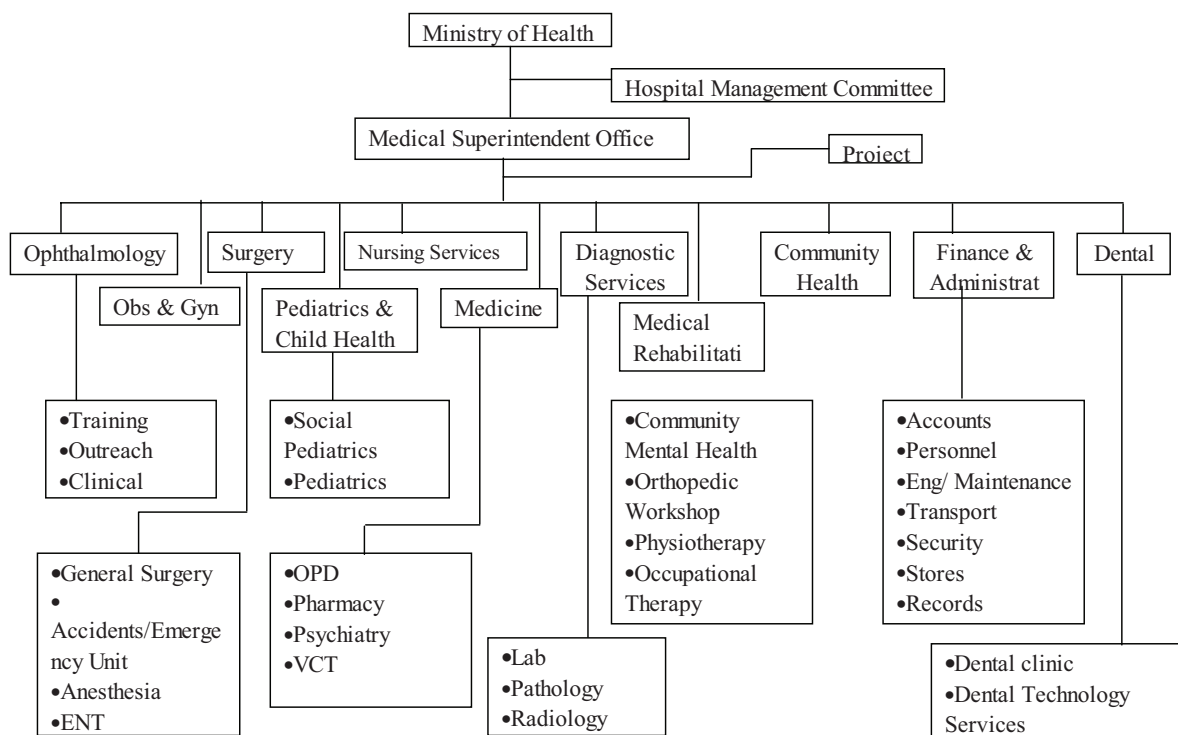 Ministry of Health
Hospital Management Committee
Medical Superintendent Office
Project
Ophthalmology
Surgery
Nursing Services
Diagnostic
Services
Community
Health
Finance &
Administrat
Dental
Obs & Gyn
Pediatrics &
Child Health
Medicine
Medical
Rehabilitati
•Training
•Outreach
•Clinical
•Social
Pediatrics
•Pediatrics
•Community
Mental Health
•Orthopedic
Workshop
•Physiotherapy
•Occupational
Therapy
•Accounts
•Personnel
•Eng/ Maintenance
•Transport
•Security
•Stores
•Records
•General Surgery
•
Accidents/Emerge
ncy Unit
•Anesthesia
•ENT
•OPD
•Pharmacy
•Psychiatry
•VCT
•Lab
•Pathology
•Radiology
•Dental clinic
•Dental Technology
Services